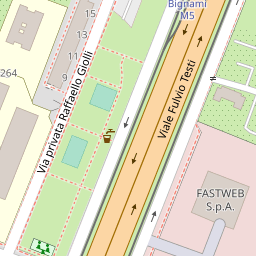 Bignami
M5
15
13
11
9
264
Via privata Raffaello Giolli
Viale Fulvio Testi
FASTWEB
S.p.A.